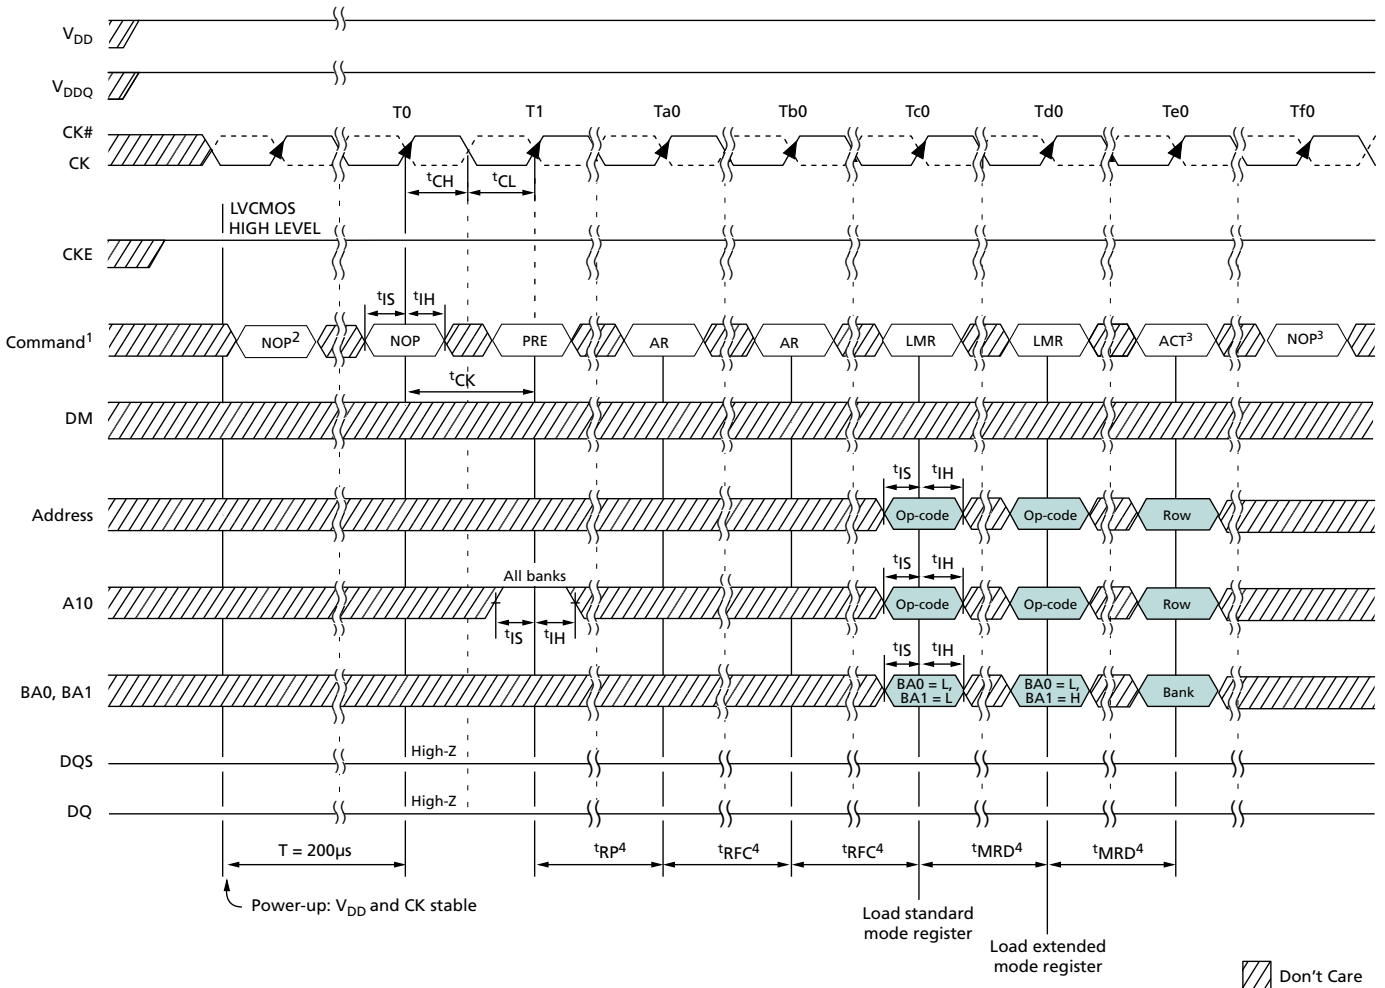 V_DD
V_DDQ
T0 T1 Ta0 Tb0 Tc0 Td0 Te0 Tf0
CK#
CK
tCH tCL
LVCMOS
HIGH LEVEL
CKE
tIS tIH
Command1 NOP2 NOP PRE AR AR LMR LMR ACT3 NOP3
tCK
DM
tIS tIH
Address Op-code Op-code Row
All banks tIS tIH
A10 Op-code Op-code Row
tIS tIH tIS tIH
BA0, BA1 BA0 = L, BA0 = L, Bank
BA1 = L BA1 = H
High-Z
DQS
High-Z
DQ
T = 200µs tRP4 tRFC4 tRFC4 tMRD4 tMRD4
Power-up: VDD and CK stable
Load standard
mode register
Load extended
mode register
Don't Care